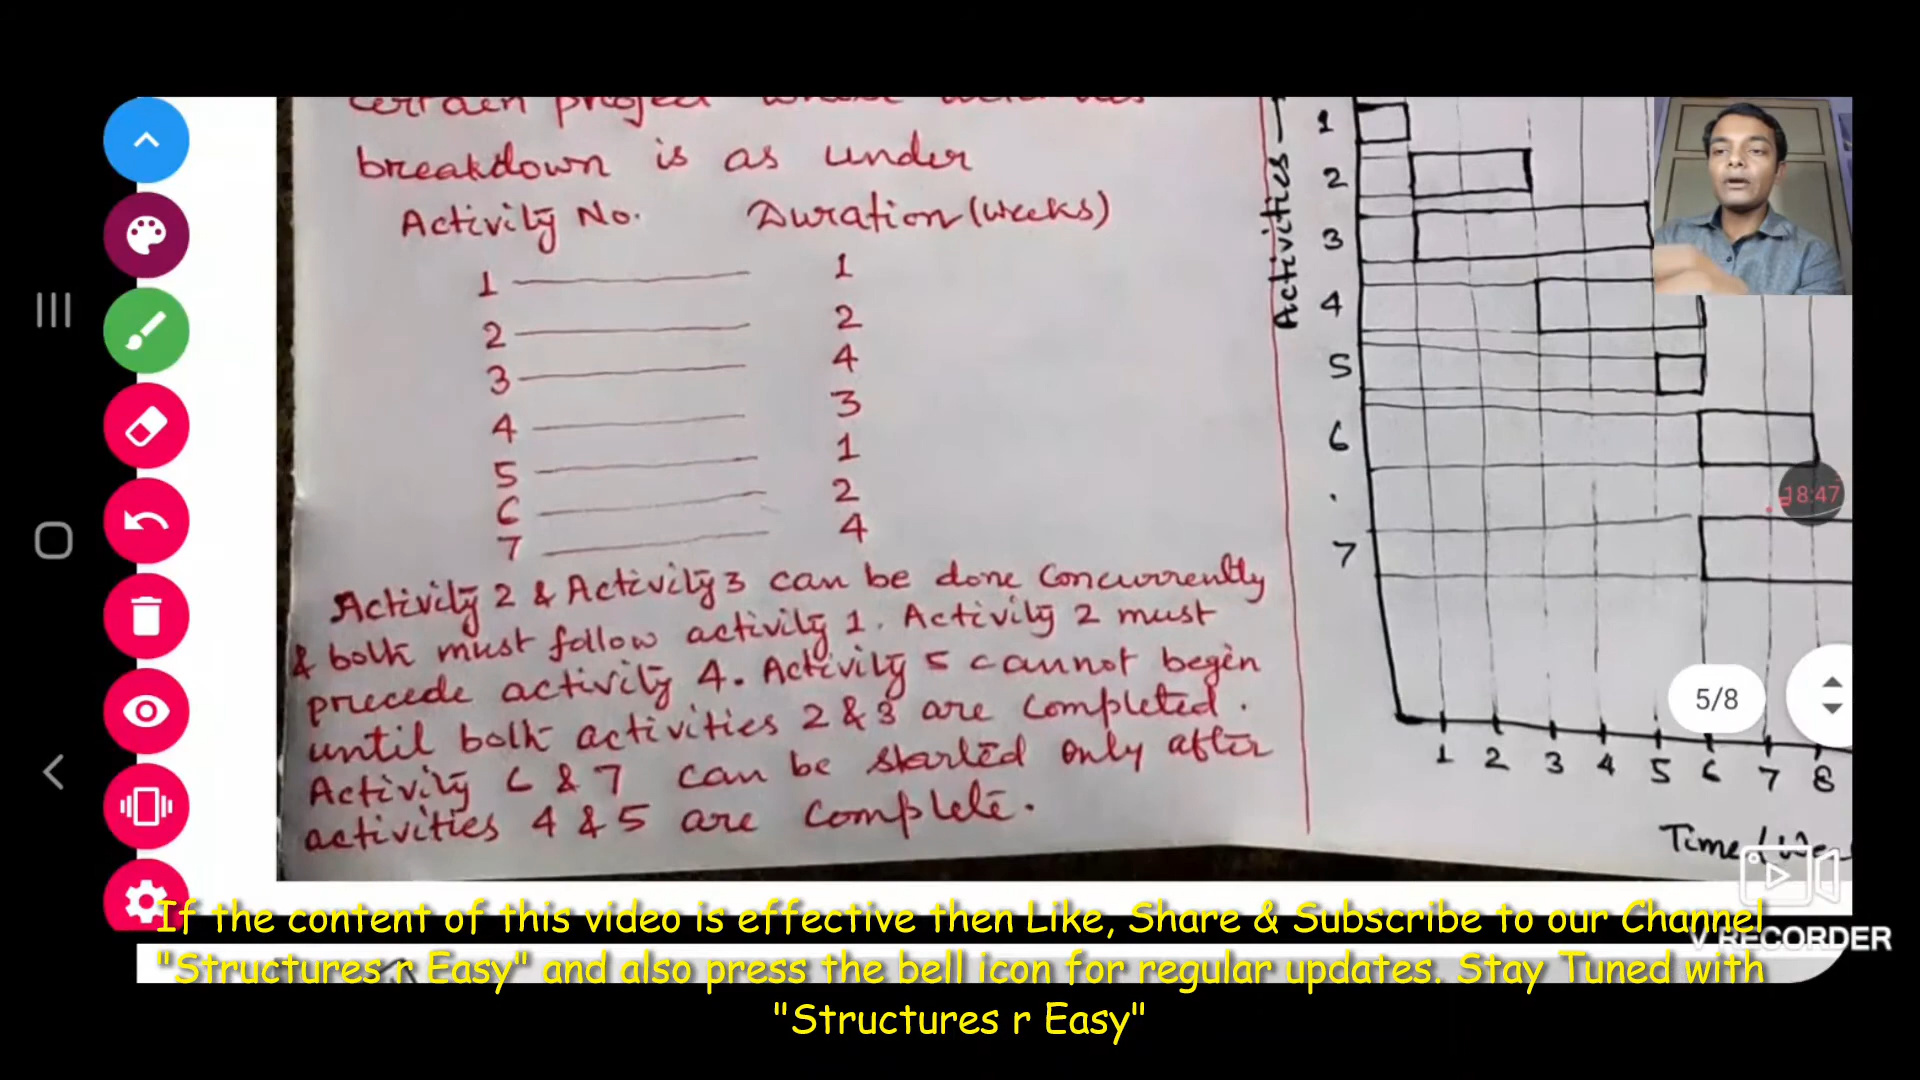 certain project
breakdown is as under
Activity No. Duration (weeks)
1 1
2 2
3 4
4 3
5 1
6 2
7 4
Activity 2 & Activity 3 can be done concurrently
& both must follow activity 1. Activity 2 must
precede activity 4. Activity 5 cannot begin
until both activities 2 & 3 are completed.
Activity 6 & 7 can be started only after
activities 4 & 5 are complete.
Activities
1
2
3
4
5
6
7
1 2 3 4 5 6 7 8
Time
18:47
5/8
V RECORDER
If the content of this video is effective then Like, Share & Subscribe to our Channel
"Structures r Easy" and also press the bell icon for regular updates. Stay Tuned with
"Structures r Easy"